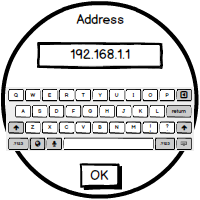 Address
192.168.1.1
Q W E R T Y U I O P
A S D F G H J K L return
Z X C V B N M ! ?
.?123 .?123
OK